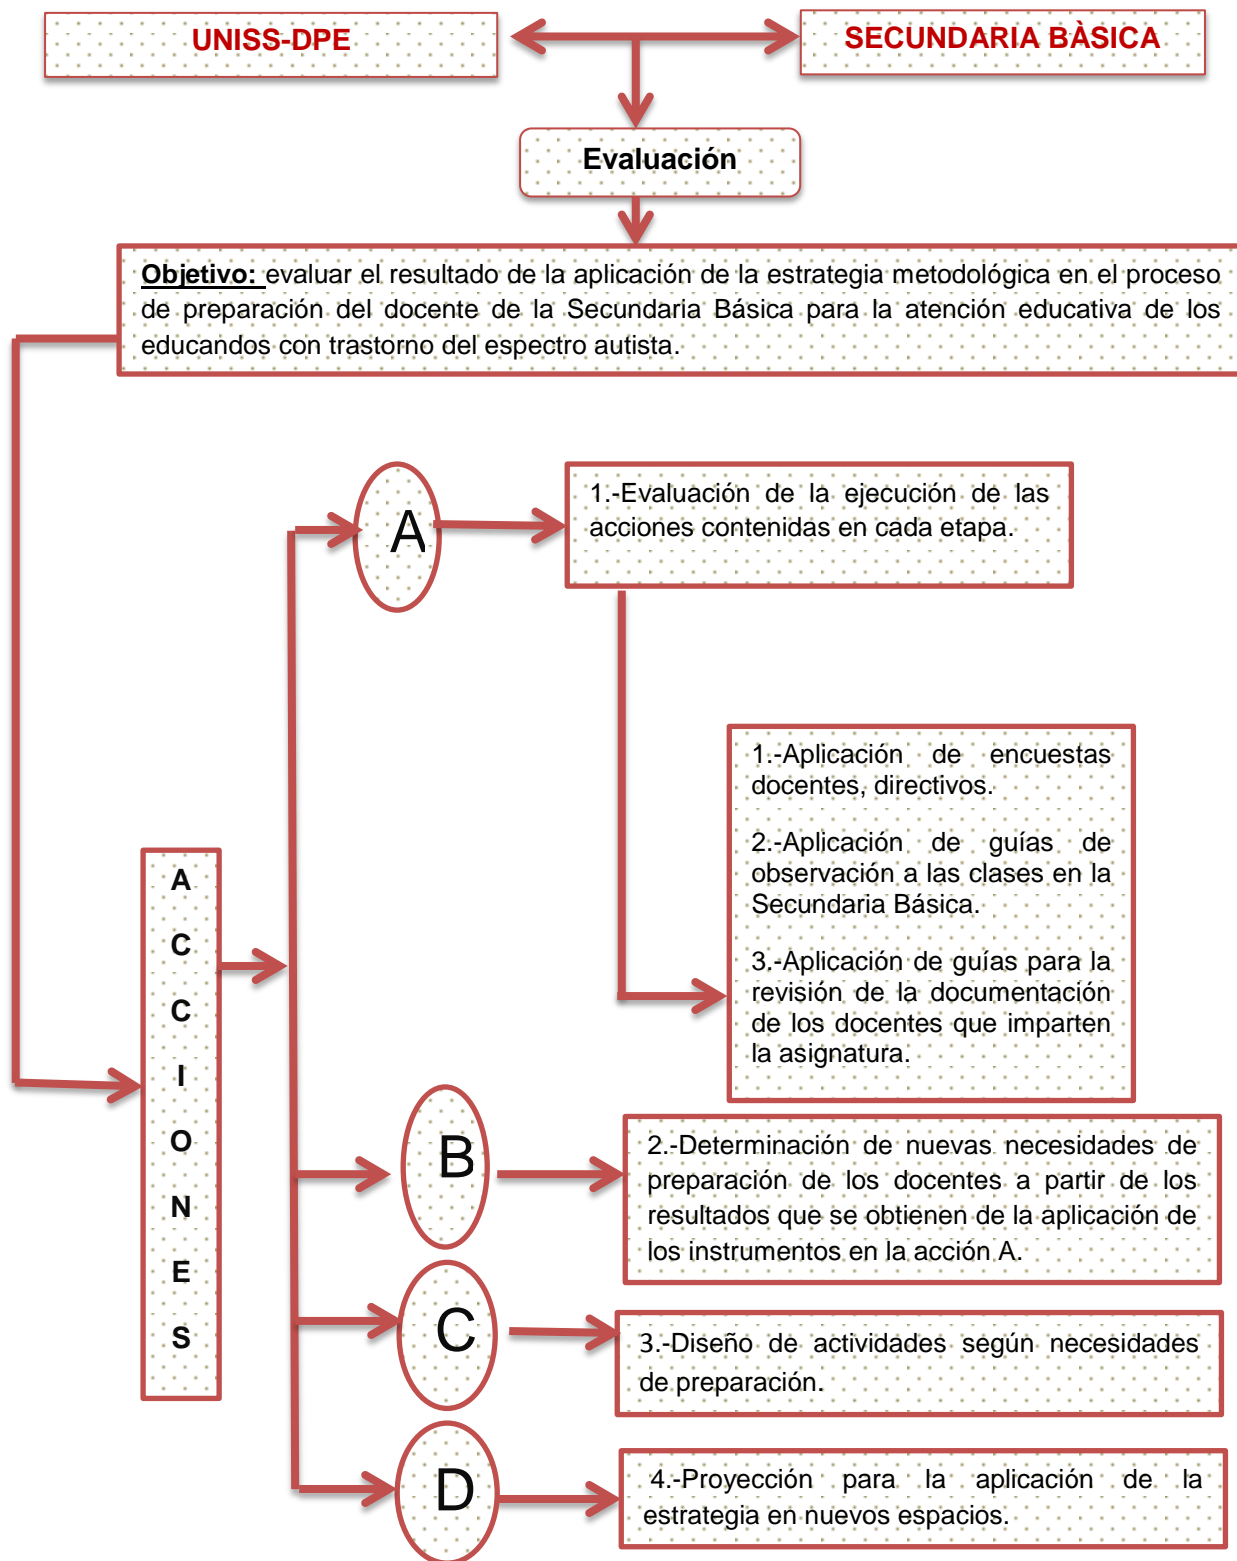 UNISS-DPE
SECUNDARIA BÀSICA
Evaluación
Objetivo: evaluar el resultado de la aplicación de la estrategia metodológica en el proceso
de preparación del docente de la Secundaria Básica para la atención educativa de los
educandos con trastorno del espectro autista.
A
1.-Evaluación de la ejecución de las
acciones contenidas en cada etapa.
1.-Aplicación de encuestas
docentes, directivos.
2.-Aplicación de guías de
observación a las clases en la
Secundaria Básica.
3.-Aplicación de guías para la
revisión de la documentación
de los docentes que imparten
la asignatura.
A
C
C
I
O
N
E
S
B
2.-Determinación de nuevas necesidades de
preparación de los docentes a partir de los
resultados que se obtienen de la aplicación de
los instrumentos en la acción A.
C
3.-Diseño de actividades según necesidades
de preparación.
D
4.-Proyección para la aplicación de la
estrategia en nuevos espacios.